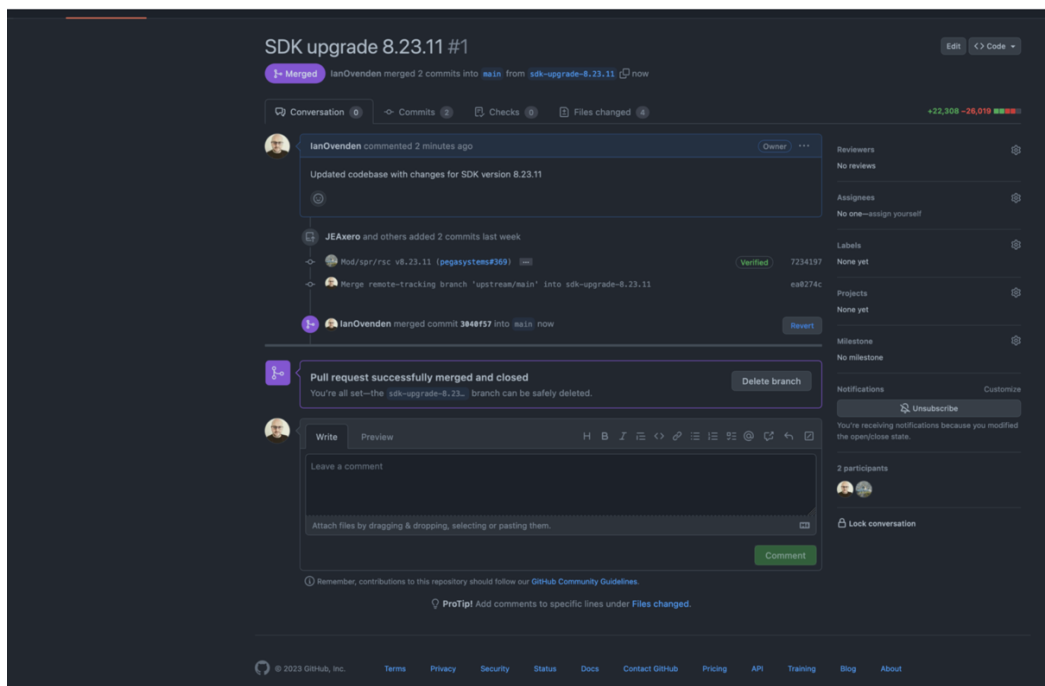 SDK upgrade 8.23.11 #1
Edit
<> Code
Merged
IanOvenden merged 2 commits into main from sdk-upgrade-8.23.11 now
Conversation 0
Commits 2
Checks 0
Files changed 4
+22,308 −26,019
IanOvenden commented 2 minutes ago
Owner
Updated codebase with changes for SDK version 8.23.11
JEAxero and others added 2 commits last week
Mod/spr/rsc v8.23.11 (pegasystems#369)
Verified
7234197
Merge remote-tracking branch 'upstream/main' into sdk-upgrade-8.23.11
ea0274c
IanOvenden merged commit 3040f57 into main now
Revert
Pull request successfully merged and closed
You're all set—the sdk-upgrade-8.23… branch can be safely deleted.
Delete branch
Write
Preview
Leave a comment
Attach files by dragging & dropping, selecting or pasting them.
Comment
Remember, contributions to this repository should follow our GitHub Community Guidelines.
ProTip! Add comments to specific lines under Files changed.
Reviewers
No reviews
Assignees
No one—assign yourself
Labels
None yet
Projects
None yet
Milestone
No milestone
Notifications
Customize
Unsubscribe
You're receiving notifications because you modified
the open/close state.
2 participants
Lock conversation
© 2023 GitHub, Inc.
Terms
Privacy
Security
Status
Docs
Contact GitHub
Pricing
API
Training
Blog
About